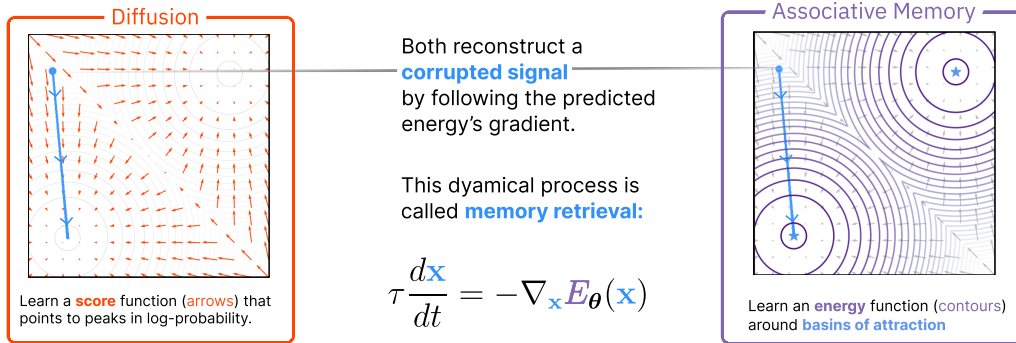 Diffusion
Learn a score function (arrows) that
points to peaks in log-probability.
Both reconstruct a
corrupted signal
by following the predicted
energy's gradient.
This dyamical process is
called memory retrieval:
τ dx/dt = −∇ₓE_θ(x)
Associative Memory
Learn an energy function (contours)
around basins of attraction